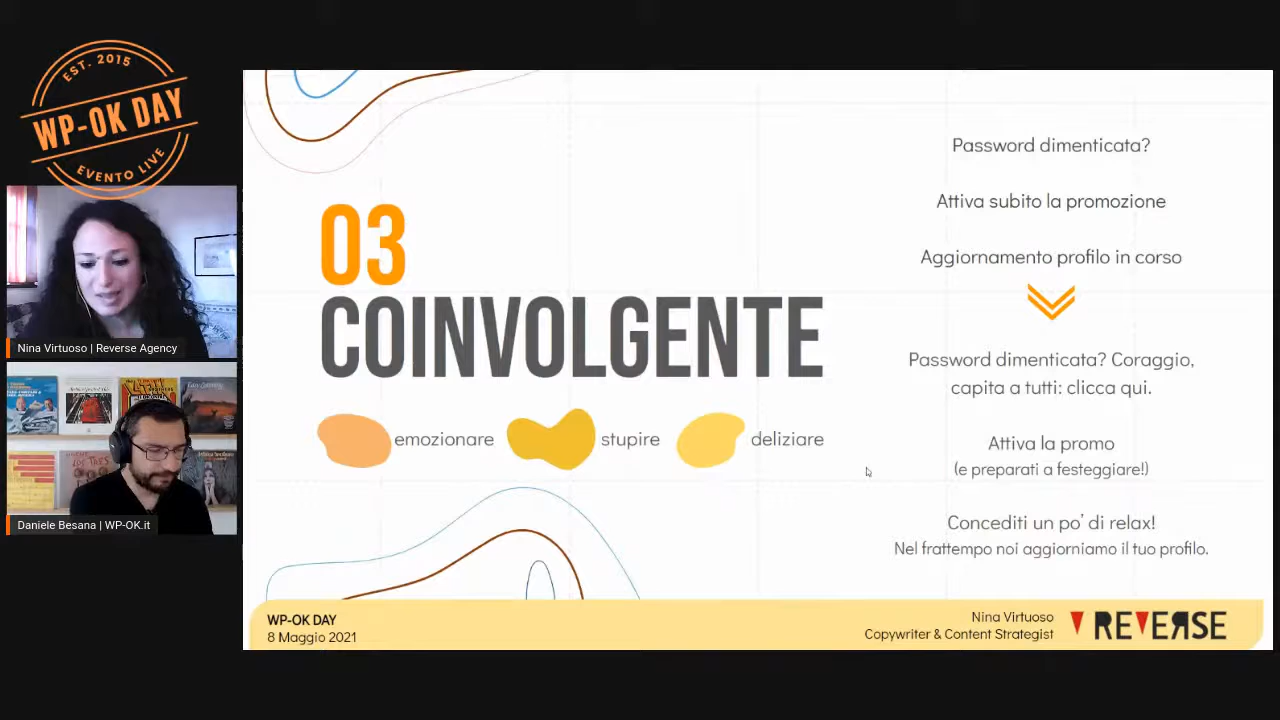 EST. 2015
WP-OK DAY
EVENTO LIVE
Nina Virtuoso | Reverse Agency
Daniele Besana | WP-OK.it
03
COINVOLGENTE
emozionare
stupire
deliziare
Password dimenticata?
Attiva subito la promozione
Aggiornamento profilo in corso
Password dimenticata? Coraggio,
capita a tutti: clicca qui.
Attiva la promo
(e preparati a festeggiare!)
Concediti un po' di relax!
Nel frattempo noi aggiorniamo il tuo profilo.
WP-OK DAY
8 Maggio 2021
Nina Virtuoso
Copywriter & Content Strategist
REVERSE